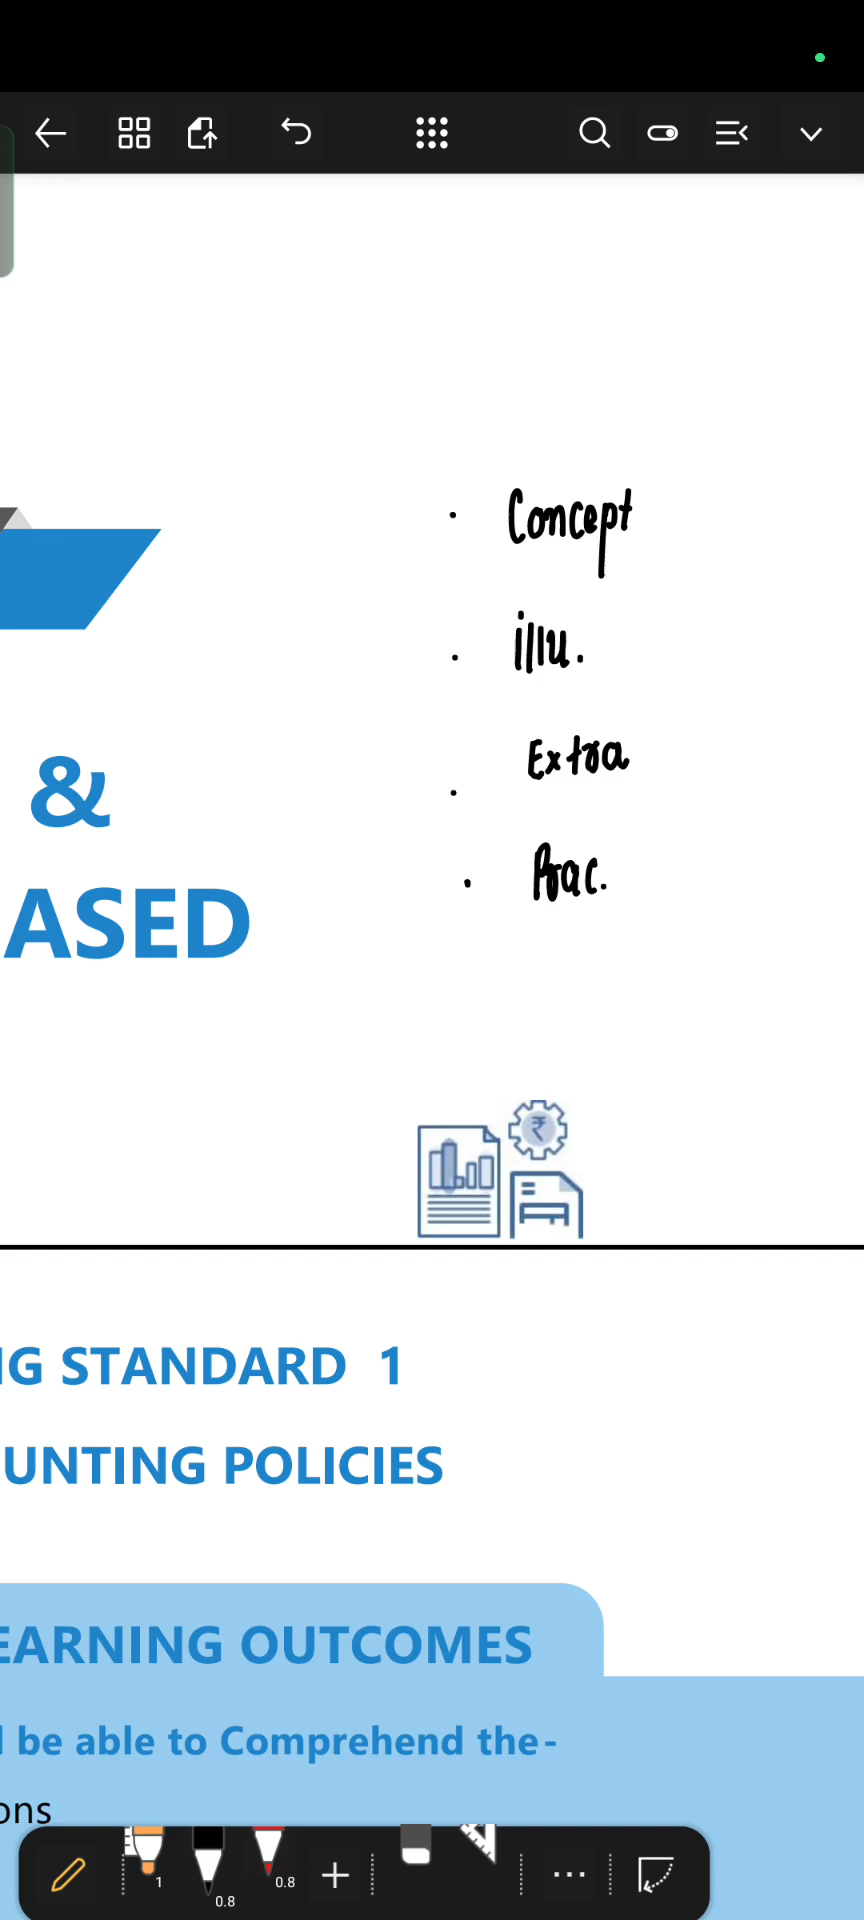 Concept
illu.
Extra
Prac.
&
ASED
₹
NG STANDARD 1
UNTING POLICIES
EARNING OUTCOMES
l be able to Comprehend the-
ons
1
0.8
0.8